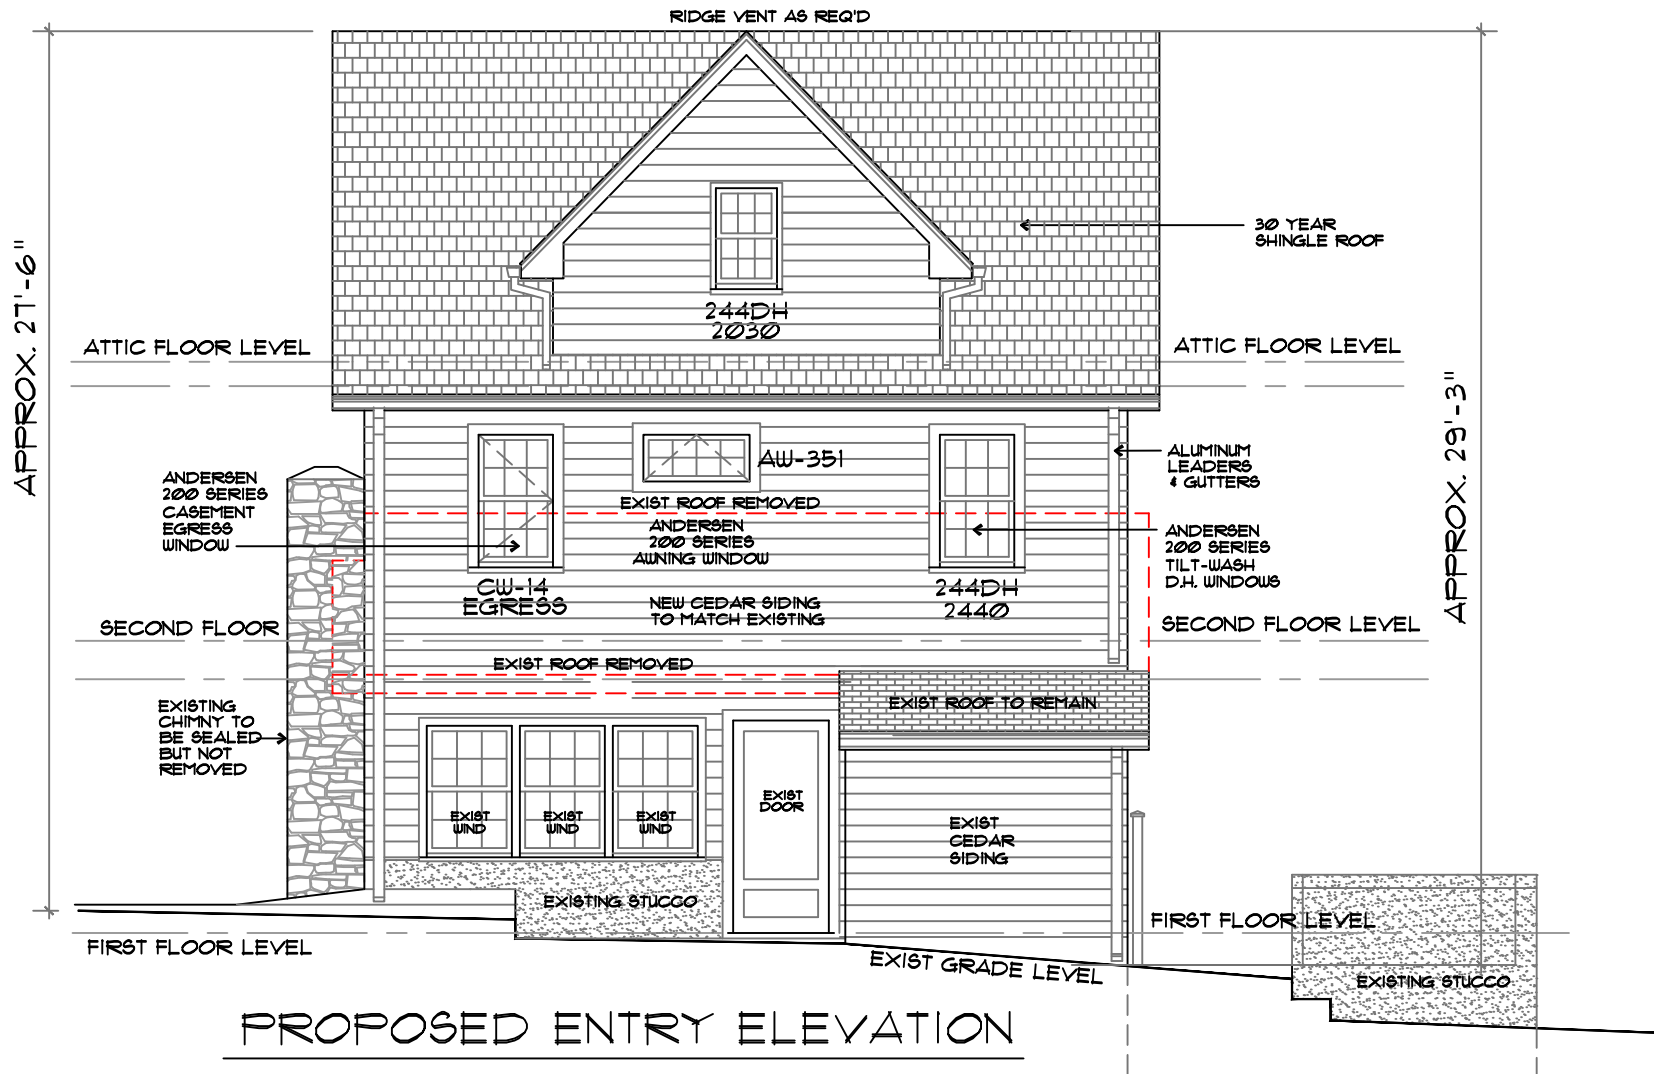 RIDGE VENT AS REQ'D
30 YEAR
SHINGLE ROOF
APPROX. 27'-6"
244DH
2030
ATTIC FLOOR LEVEL
ATTIC FLOOR LEVEL
APPROX. 29'-3"
ANDERSEN
200 SERIES
CASEMENT
EGRESS
WINDOW
AW-351
ALUMINUM
LEADERS
& GUTTERS
EXIST ROOF REMOVED
ANDERSEN
200 SERIES
AWNING WINDOW
ANDERSEN
200 SERIES
TILT-WASH
D.H. WINDOWS
CW-14
EGRESS
244DH
2440
NEW CEDAR SIDING
TO MATCH EXISTING
SECOND FLOOR
SECOND FLOOR LEVEL
EXIST ROOF REMOVED
EXIST ROOF TO REMAIN
EXISTING
CHIMNY TO
BE SEALED
BUT NOT
REMOVED
EXIST
WIND
EXIST
WIND
EXIST
WIND
EXIST
DOOR
EXIST
CEDAR
SIDING
EXISTING STUCCO
FIRST FLOOR LEVEL
FIRST FLOOR LEVEL
EXIST GRADE LEVEL
EXISTING STUCCO
PROPOSED ENTRY ELEVATION